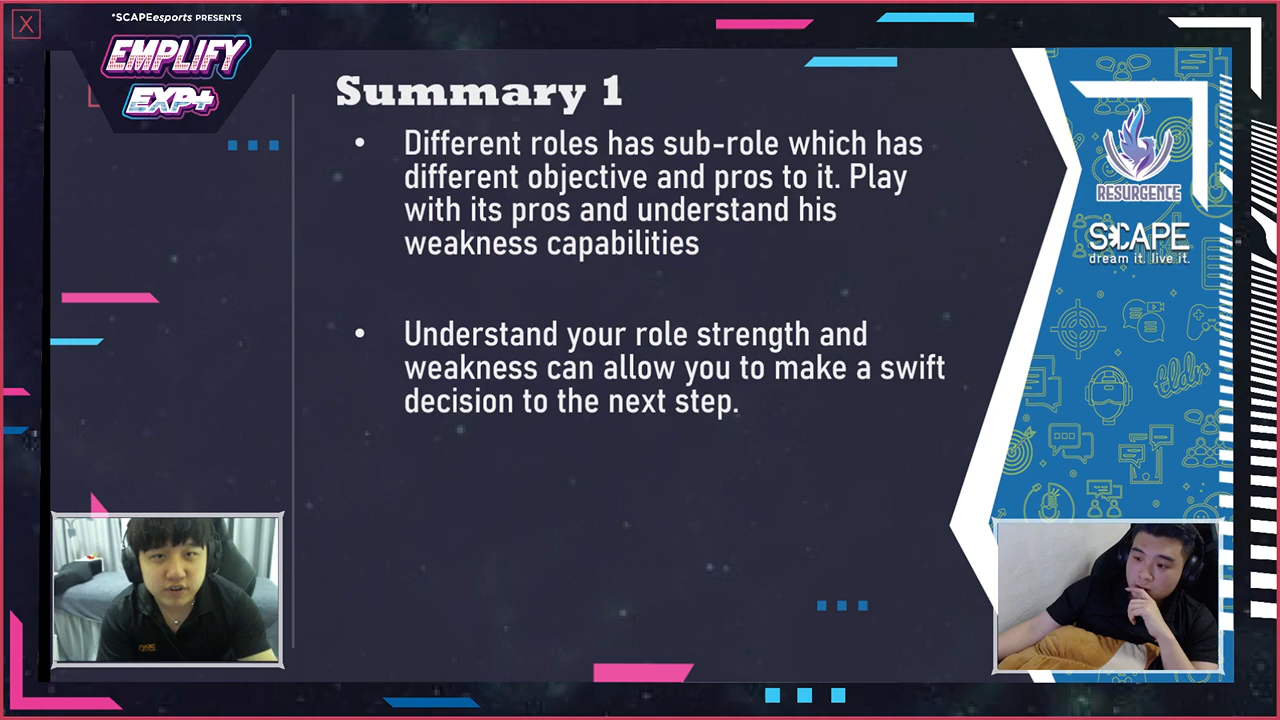 *SCAPEesports PRESENTS
EMPLIFY
EXP+
Summary 1
• Different roles has sub-role which has
different objective and pros to it. Play
with its pros and understand his
weakness capabilities
• Understand your role strength and
weakness can allow you to make a swift
decision to the next step.
RESURGENCE
S*CAPE
dream it. live it.